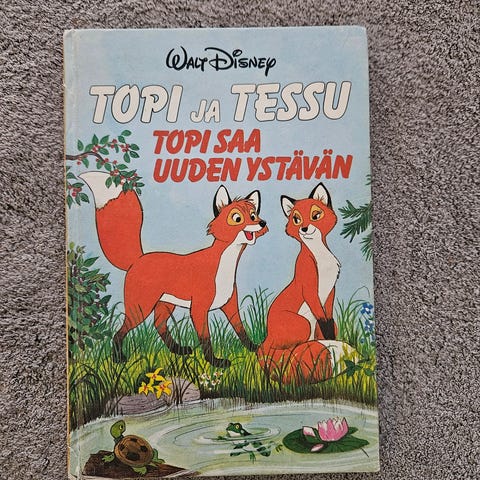 WALT DISNEY
TOPI JA TESSU
TOPI SAA
UUDEN YSTÄVÄN